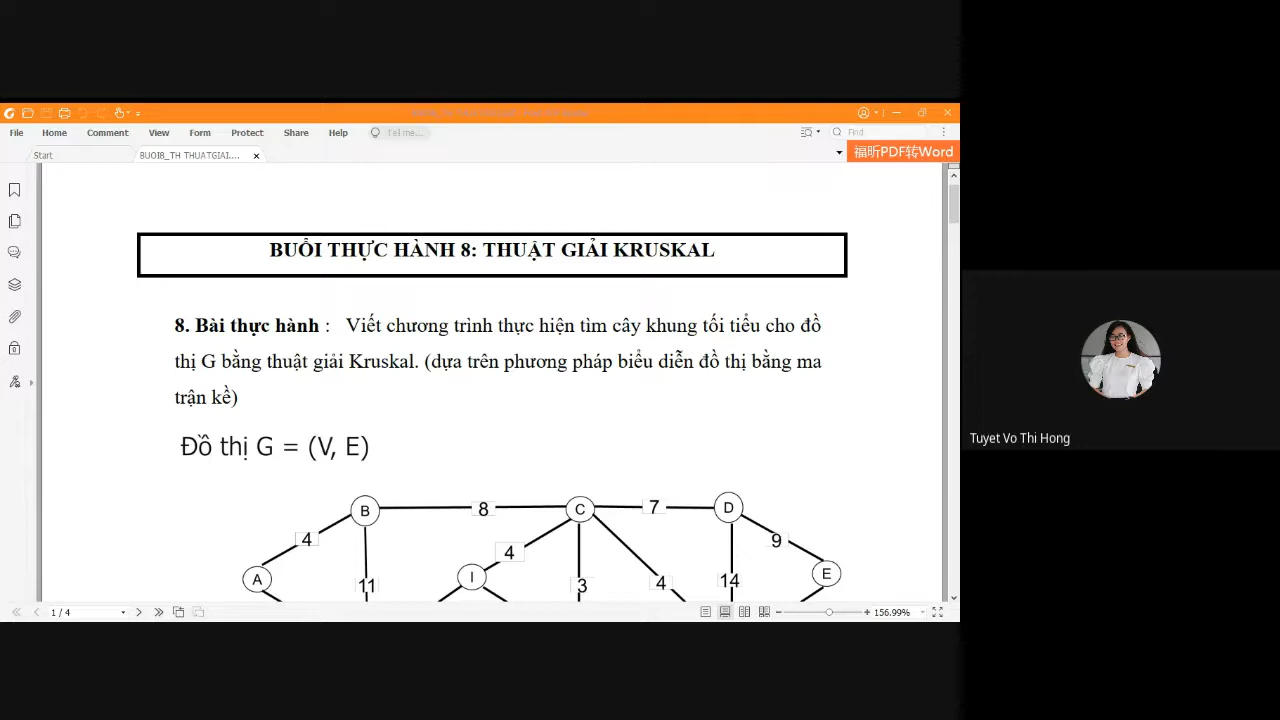 File Home Comment View Form Protect Share Help Tell me... Find
Start BUOI8_TH THUATGIAI.... 福昕PDF转Word
BUỔI THỰC HÀNH 8: THUẬT GIẢI KRUSKAL
8. Bài thực hành : Viết chương trình thực hiện tìm cây khung tối tiểu cho đồ
thị G bằng thuật giải Kruskal. (dựa trên phương pháp biểu diễn đồ thị bằng ma
trận kề)
Tuyet Vo Thi Hong
Đồ thị G = (V, E)
B 8 C 7 D
4 4 9
A 11 I 3 4 14 E
1 / 4 156.99%